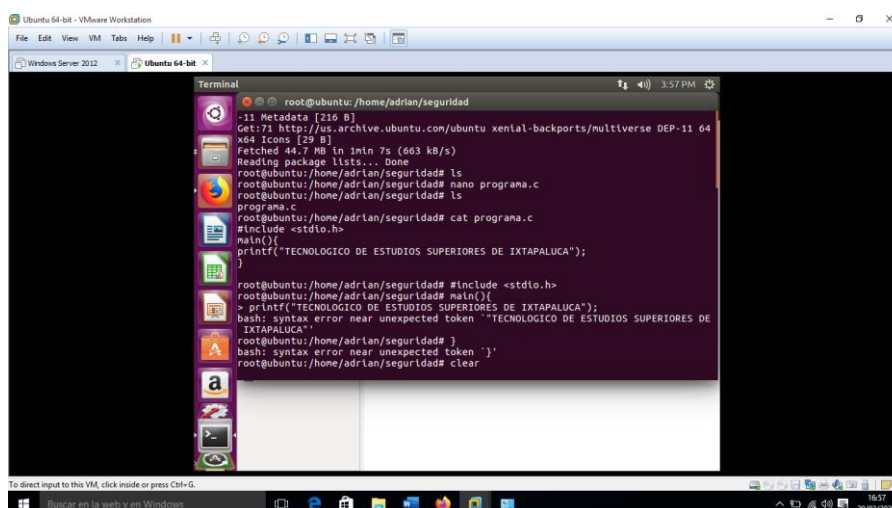 Ubuntu 64-bit - VMware Workstation
File Edit View VM Tabs Help
Windows Server 2012 Ubuntu 64-bit
Terminal 3:57 PM
root@ubuntu: /home/adrian/seguridad
-11 Metadata [216 B]
Get:71 http://us.archive.ubuntu.com/ubuntu xenial-backports/multiverse DEP-11 64
x64 Icons [29 B]
Fetched 44.7 MB in 1min 7s (663 kB/s)
Reading package lists... Done
root@ubuntu:/home/adrian/seguridad# ls
root@ubuntu:/home/adrian/seguridad# nano programa.c
root@ubuntu:/home/adrian/seguridad# ls
programa.c
root@ubuntu:/home/adrian/seguridad# cat programa.c
#include <stdio.h>
main(){
printf("TECNOLOGICO DE ESTUDIOS SUPERIORES DE IXTAPALUCA");
}
root@ubuntu:/home/adrian/seguridad# #include <stdio.h>
root@ubuntu:/home/adrian/seguridad# main(){
> printf("TECNOLOGICO DE ESTUDIOS SUPERIORES DE IXTAPALUCA");
bash: syntax error near unexpected token `"TECNOLOGICO DE ESTUDIOS SUPERIORES DE
IXTAPALUCA"'
root@ubuntu:/home/adrian/seguridad# }
bash: syntax error near unexpected token `}'
root@ubuntu:/home/adrian/seguridad# clear
To direct input to this VM, click inside or press Ctrl+G.
Buscar en la web y en Windows
16:57